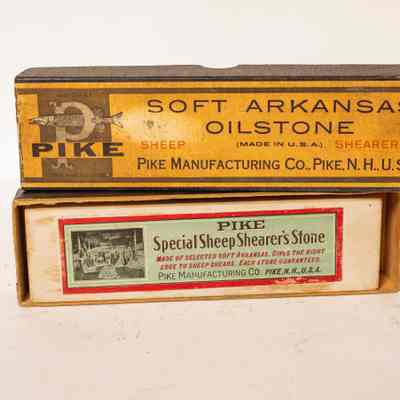 SOFT ARKANSAS
OILSTONE
PIKE
SHEEP (MADE IN U.S.A.) SHEARER
PIKE MANUFACTURING CO., PIKE, N.H., U.S.
PIKE
Special Sheep Shearer's Stone
MADE OF SELECTED SOFT ARKANSAS. GIVES THE RIGHT
EDGE TO SHEEP SHEARS. EACH STONE GUARANTEED.
PIKE MANUFACTURING CO. PIKE, N.H., U.S.A.